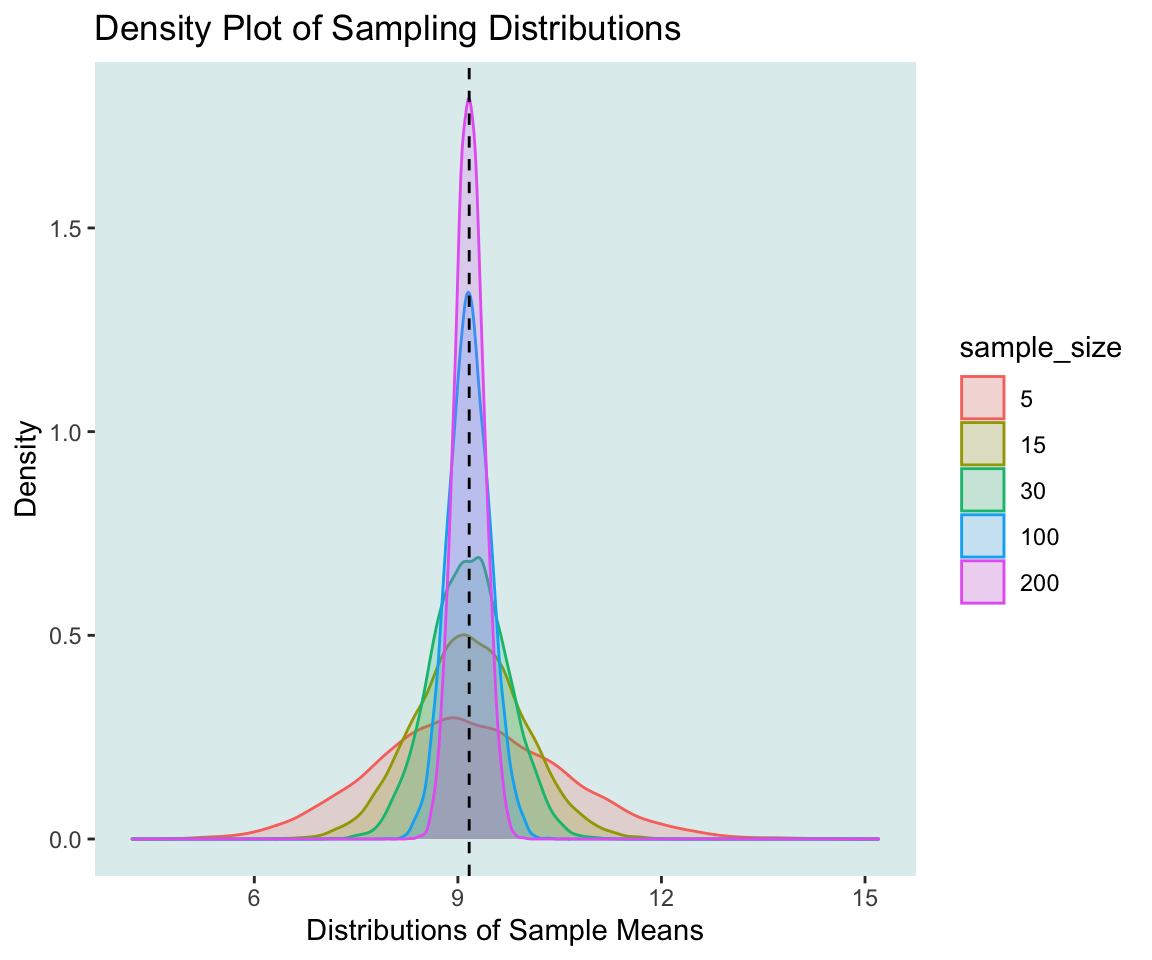 Density Plot of Sampling Distributions
1.5
1.0
0.5
0.0
Density
6 9 12 15
Distributions of Sample Means
sample_size
5
15
30
100
200